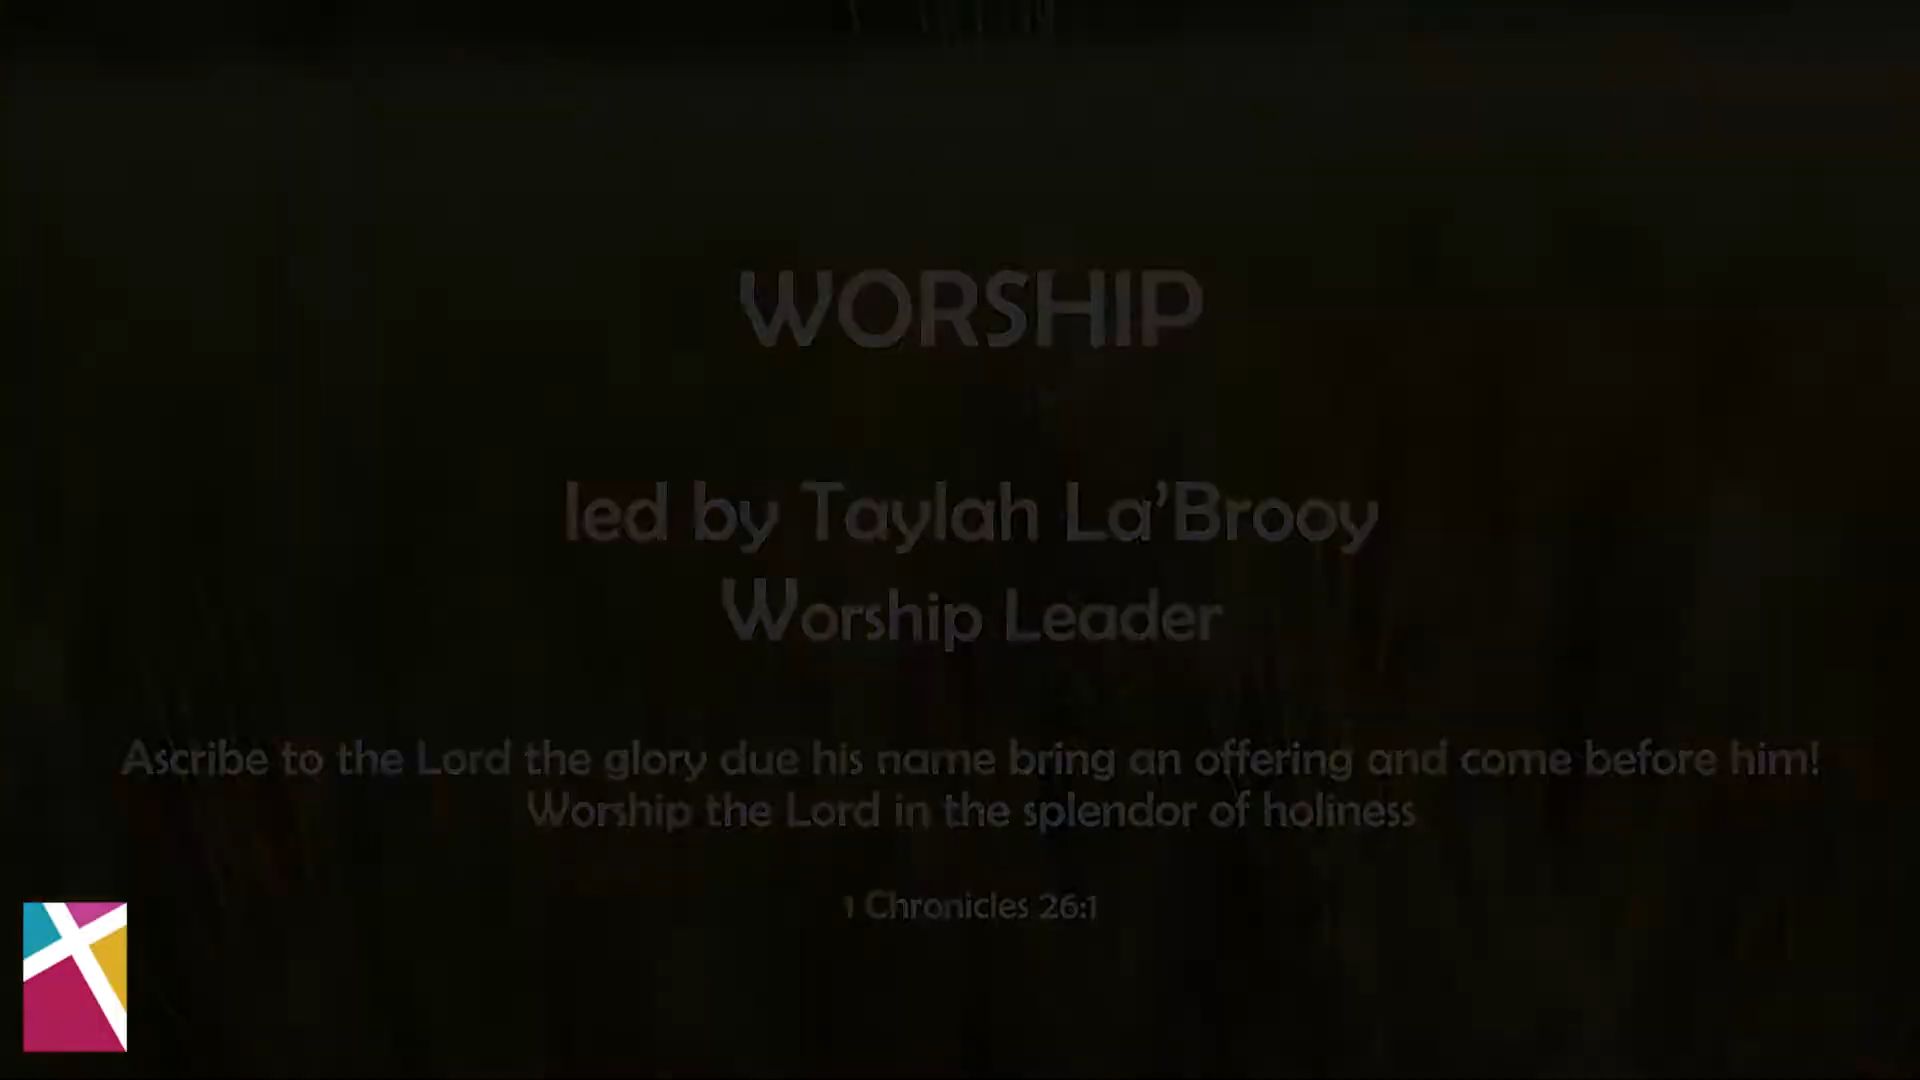 WORSHIP
led by Taylah La’Brooy
Worship Leader
Ascribe to the Lord the glory due his name bring an offering and come before him!
Worship the Lord in the splendor of holiness
1 Chronicles 26:1